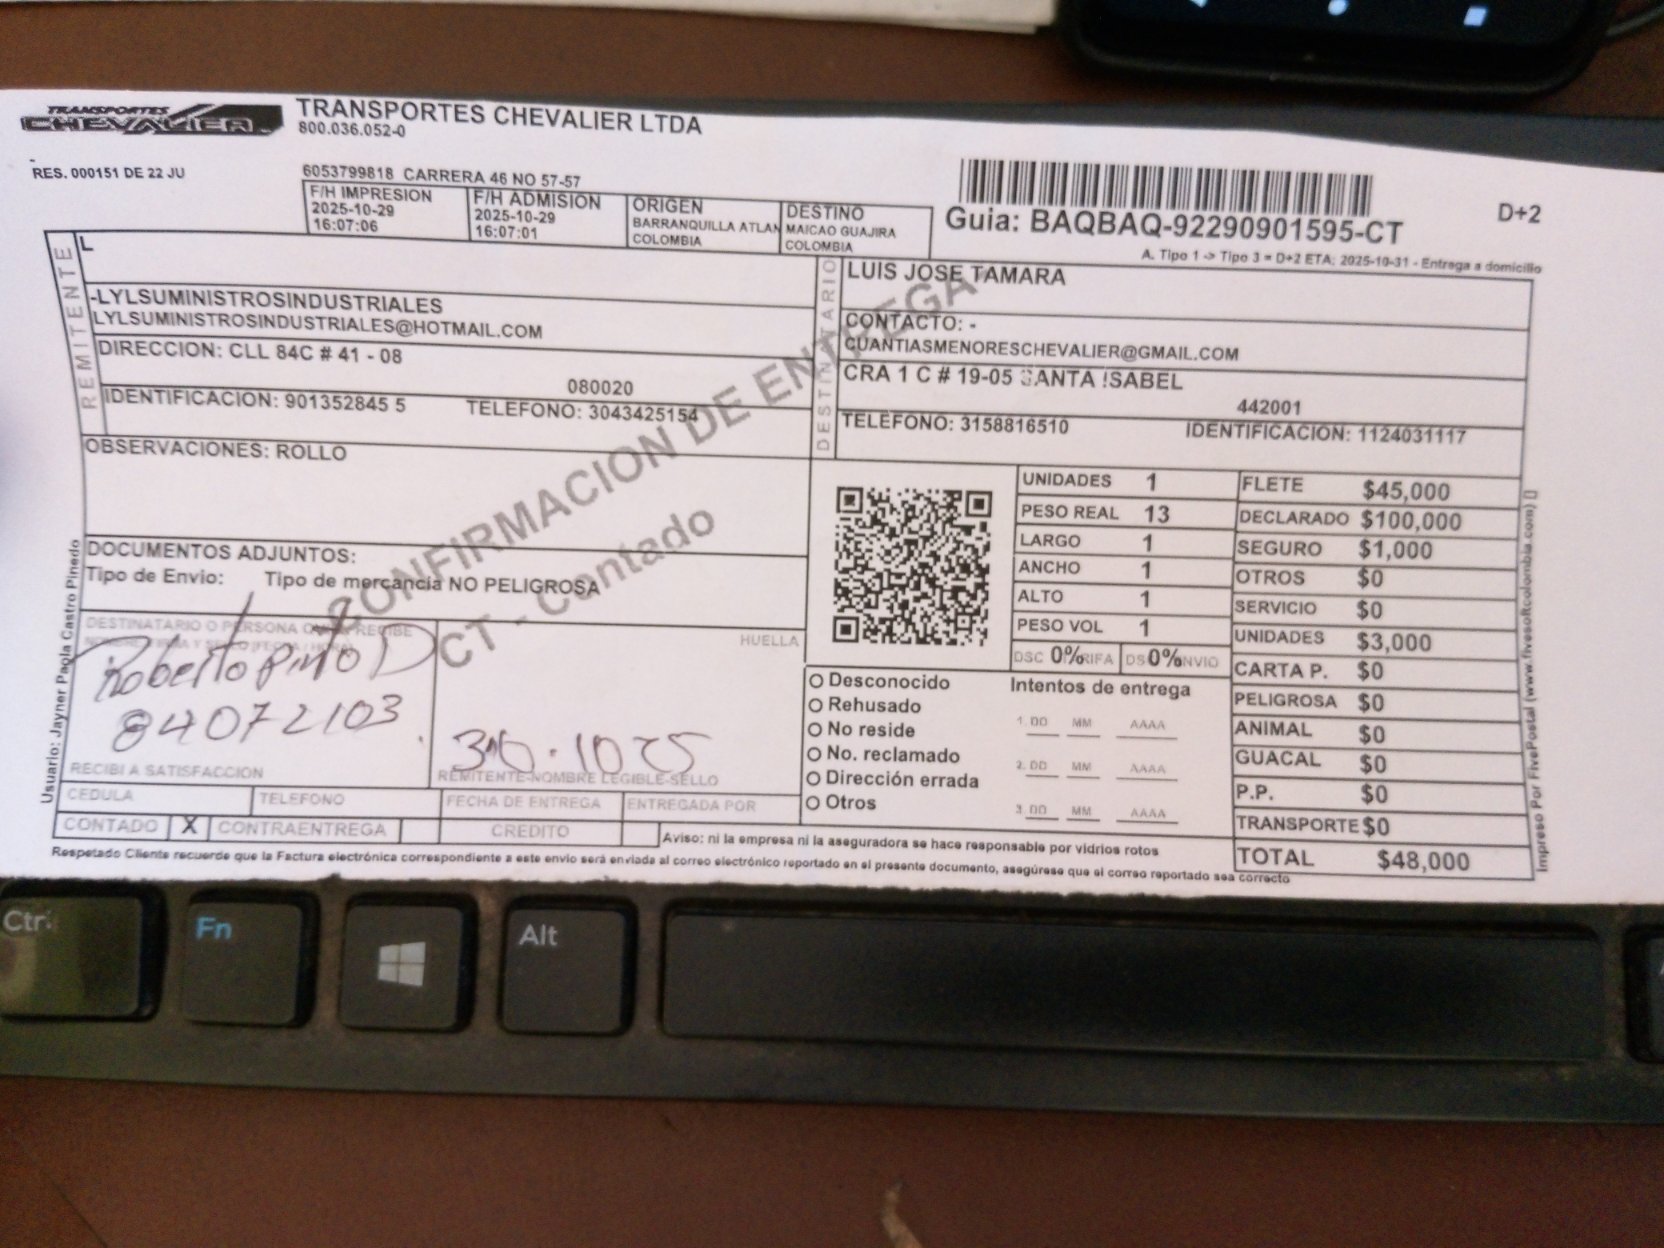 TRANSPORTES CHEVALIER
TRANSPORTES CHEVALIER LTDA
800.036.052-0
RES. 000151 DE 22 JU
6053799818 CARRERA 46 NO 57-57
F/H IMPRESION
2025-10-29
16:07:06
F/H ADMISION
2025-10-29
16:07:01
ORIGEN
BARRANQUILLA ATLAN
COLOMBIA
DESTINO
MAICAO GUAJIRA
COLOMBIA
Guia: BAQBAQ-92290901595-CT
D+2
A. Tipo 1 -> Tipo 3 = D+2 ETA: 2025-10-31 - Entrega a domicilio
REMITENTE
L
-LYLSUMINISTROSINDUSTRIALES
LYLSUMINISTROSINDUSTRIALES@HOTMAIL.COM
DIRECCION: CLL 84C # 41 - 08
080020
IDENTIFICACION: 901352845 5 TELEFONO: 3043425154
DESTINATARIO
LUIS JOSE TAMARA
CONTACTO: -
CUANTIASMENORESCHEVALIER@GMAIL.COM
CRA 1 C # 19-05 SANTA ISABEL
442001
TELEFONO: 3158816510 IDENTIFICACION: 1124031117
OBSERVACIONES: ROLLO
CONFIRMACION DE ENTREGA
CT - Contado
DOCUMENTOS ADJUNTOS:
Tipo de Envio: Tipo de mercancia NO PELIGROSA
UNIDADES 1
PESO REAL 13
LARGO 1
ANCHO 1
ALTO 1
PESO VOL 1
DSC 0% RIFA DS 0% NVIO
FLETE $45,000
DECLARADO $100,000
SEGURO $1,000
OTROS $0
SERVICIO $0
UNIDADES $3,000
CARTA P. $0
PELIGROSA $0
ANIMAL $0
GUACAL $0
P.P. $0
TRANSPORTE $0
TOTAL $48,000
DESTINATARIO O PERSONA QUE RECIBE
HUELLA
Roberto Pinto D
84072103
RECIBI A SATISFACCION
30.10 25
REMITENTE-NOMBRE LEGIBLE-SELLO
Desconocido
Rehusado
No reside
No. reclamado
Dirección errada
Otros
Intentos de entrega
1. DD MM AAAA
2. DD MM AAAA
3. DD MM AAAA
CEDULA TELEFONO FECHA DE ENTREGA ENTREGADA POR
CONTADO X CONTRAENTREGA CREDITO
Aviso: ni la empresa ni la aseguradora se hace responsable por vidrios rotos
Respetado Cliente recuerde que la Factura electrónica correspondiente a este envio será enviada al correo electrónico reportado en el presente documento, asegúrese que el correo reportado sea correcto
Usuario: Jayner Paola Castro Pinedo
Impreso Por FivePostal (www.fivesoftcolombia.com)
Ctrl
Fn
Alt